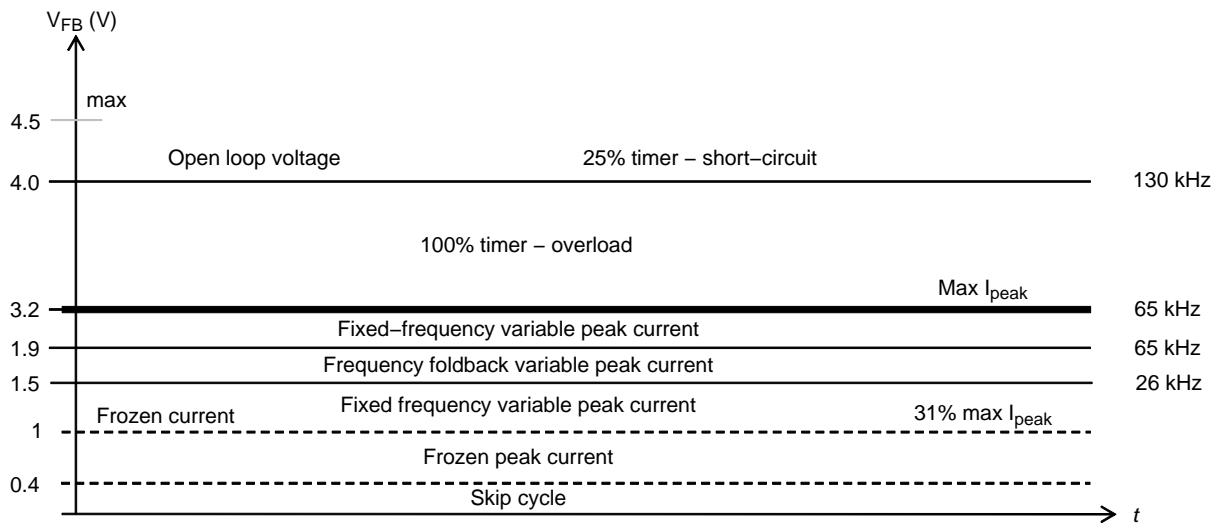 V_FB (V)
max
4.5
Open loop voltage 25% timer – short–circuit
4.0 130 kHz
100% timer – overload
Max I_peak
3.2 65 kHz
Fixed–frequency variable peak current
1.9 65 kHz
Frequency foldback variable peak current
1.5 26 kHz
Fixed frequency variable peak current
Frozen current 31% max I_peak
1
Frozen peak current
0.4
Skip cycle
t